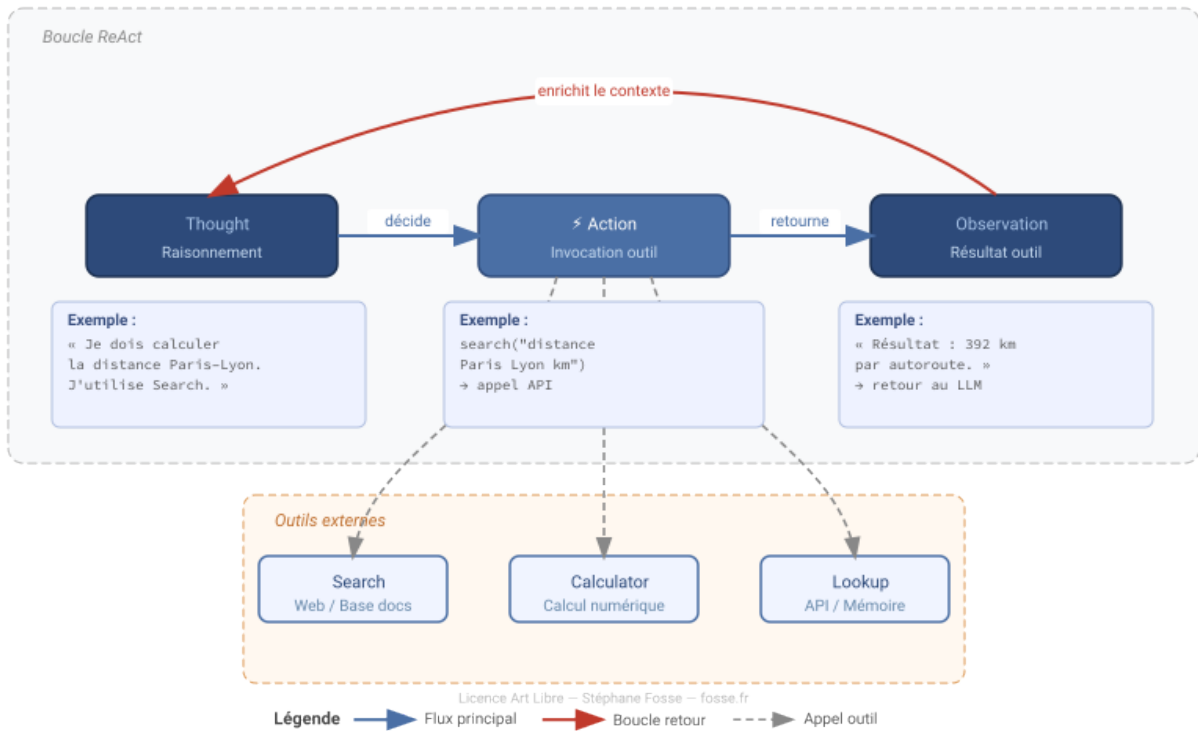 Boucle ReAct
enrichit le contexte
Thought
Raisonnement
décide
⚡ Action
Invocation outil
retourne
Observation
Résultat outil
Exemple :
« Je dois calculer
la distance Paris–Lyon.
J'utilise Search. »
Exemple :
search("distance
Paris Lyon km")
→ appel API
Exemple :
« Résultat : 392 km
par autoroute. »
→ retour au LLM
Outils externes
Search
Web / Base docs
Calculator
Calcul numérique
Lookup
API / Mémoire
Licence Art Libre — Stéphane Fosse — fosse.fr
Légende
Flux principal
Boucle retour
Appel outil